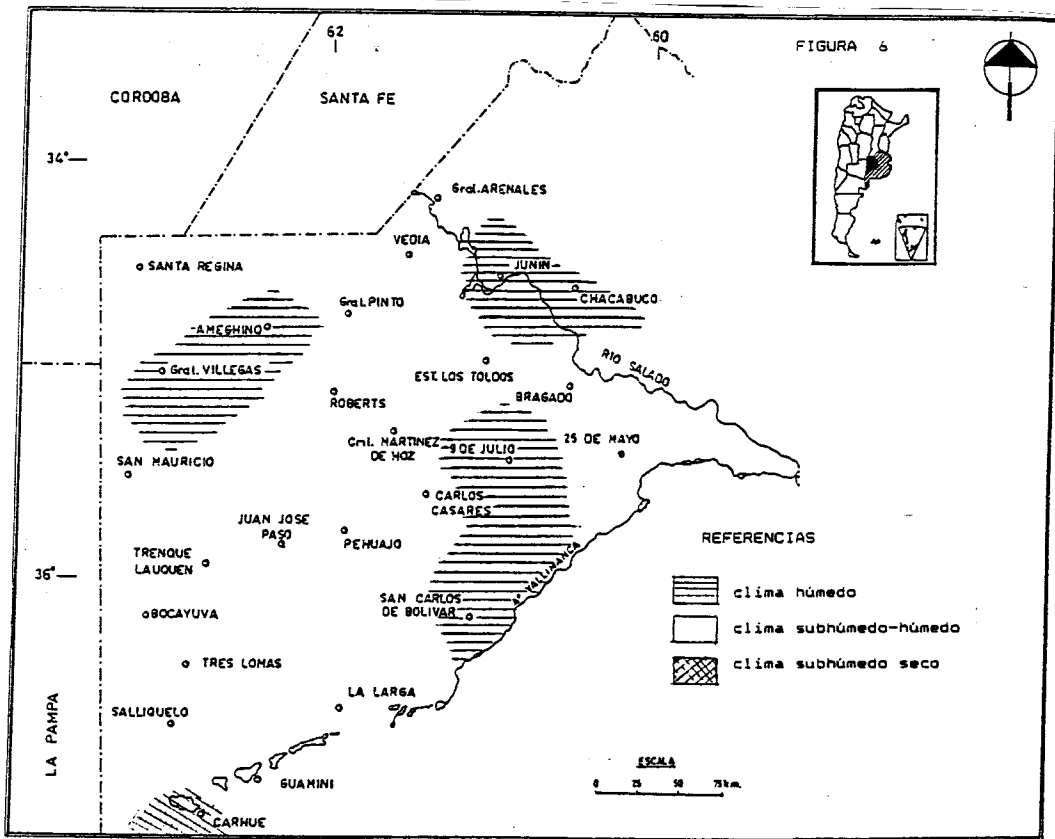 62
60
FIGURA 6
CORDOBA
SANTA FE
34°
Gral. ARENALES
VEDIA
SANTA REGINA
JUNIN
CHACABUCO
Gral. PINTO
AMEGHINO
Gral. VILLEGAS
EST. LOS TOLDOS
RIO SALADO
ROBERTS
BRAGADO
Cnl. MARTINEZ
DE HOZ
9 DE JULIO
25 DE MAYO
SAN MAURICIO
CARLOS
CASARES
JUAN JOSE
PASO
PEHUAJO
REFERENCIAS
TRENQUE
LAUQUEN
36°
Aº VALLIMANCA
clima húmedo
BOCAYUVA
SAN CARLOS
DE BOLIVAR
clima subhúmedo-húmedo
TRES LOMAS
clima subhúmedo seco
LA LARGA
SALLIQUELO
LA PAMPA
ESCALA
0 25 50 75 km.
GUAMINI
CARHUE